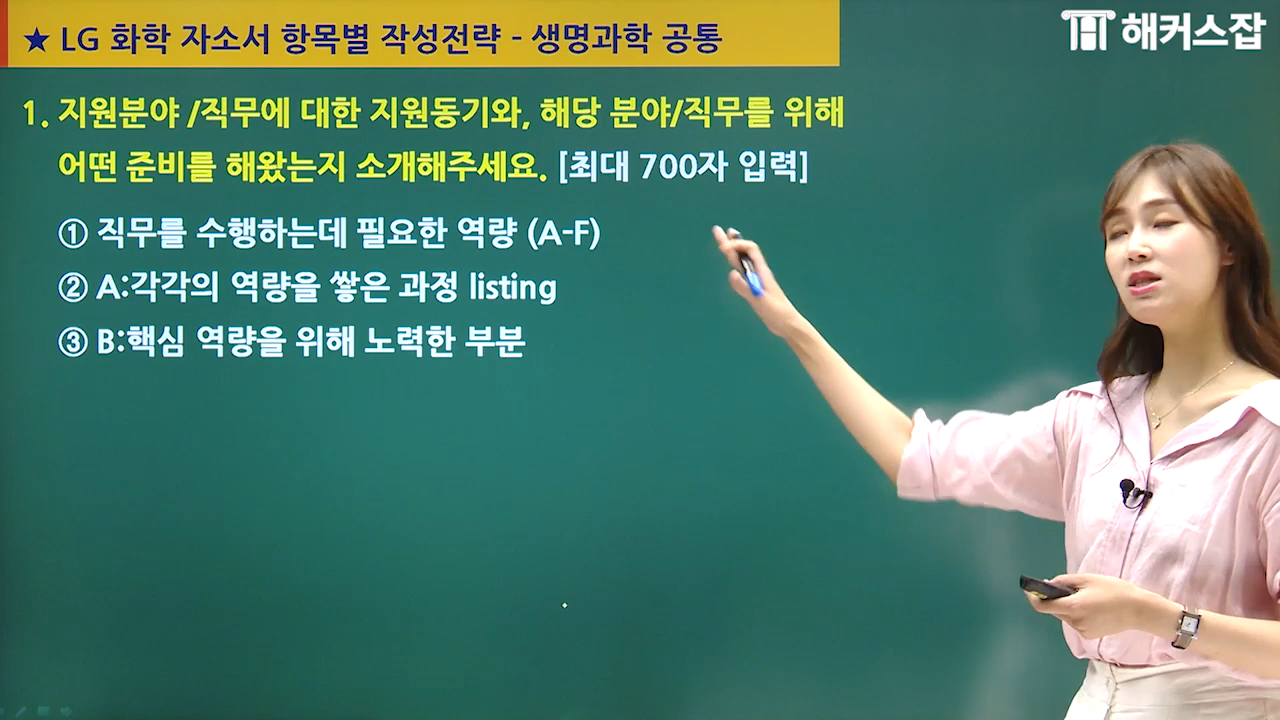 ★ LG 화학 자소서 항목별 작성전략 - 생명과학 공통
해커스잡
1. 지원분야 /직무에 대한 지원동기와, 해당 분야/직무를 위해
어떤 준비를 해왔는지 소개해주세요. [최대 700자 입력]
① 직무를 수행하는데 필요한 역량 (A-F)
② A:각각의 역량을 쌓은 과정 listing
③ B:핵심 역량을 위해 노력한 부분